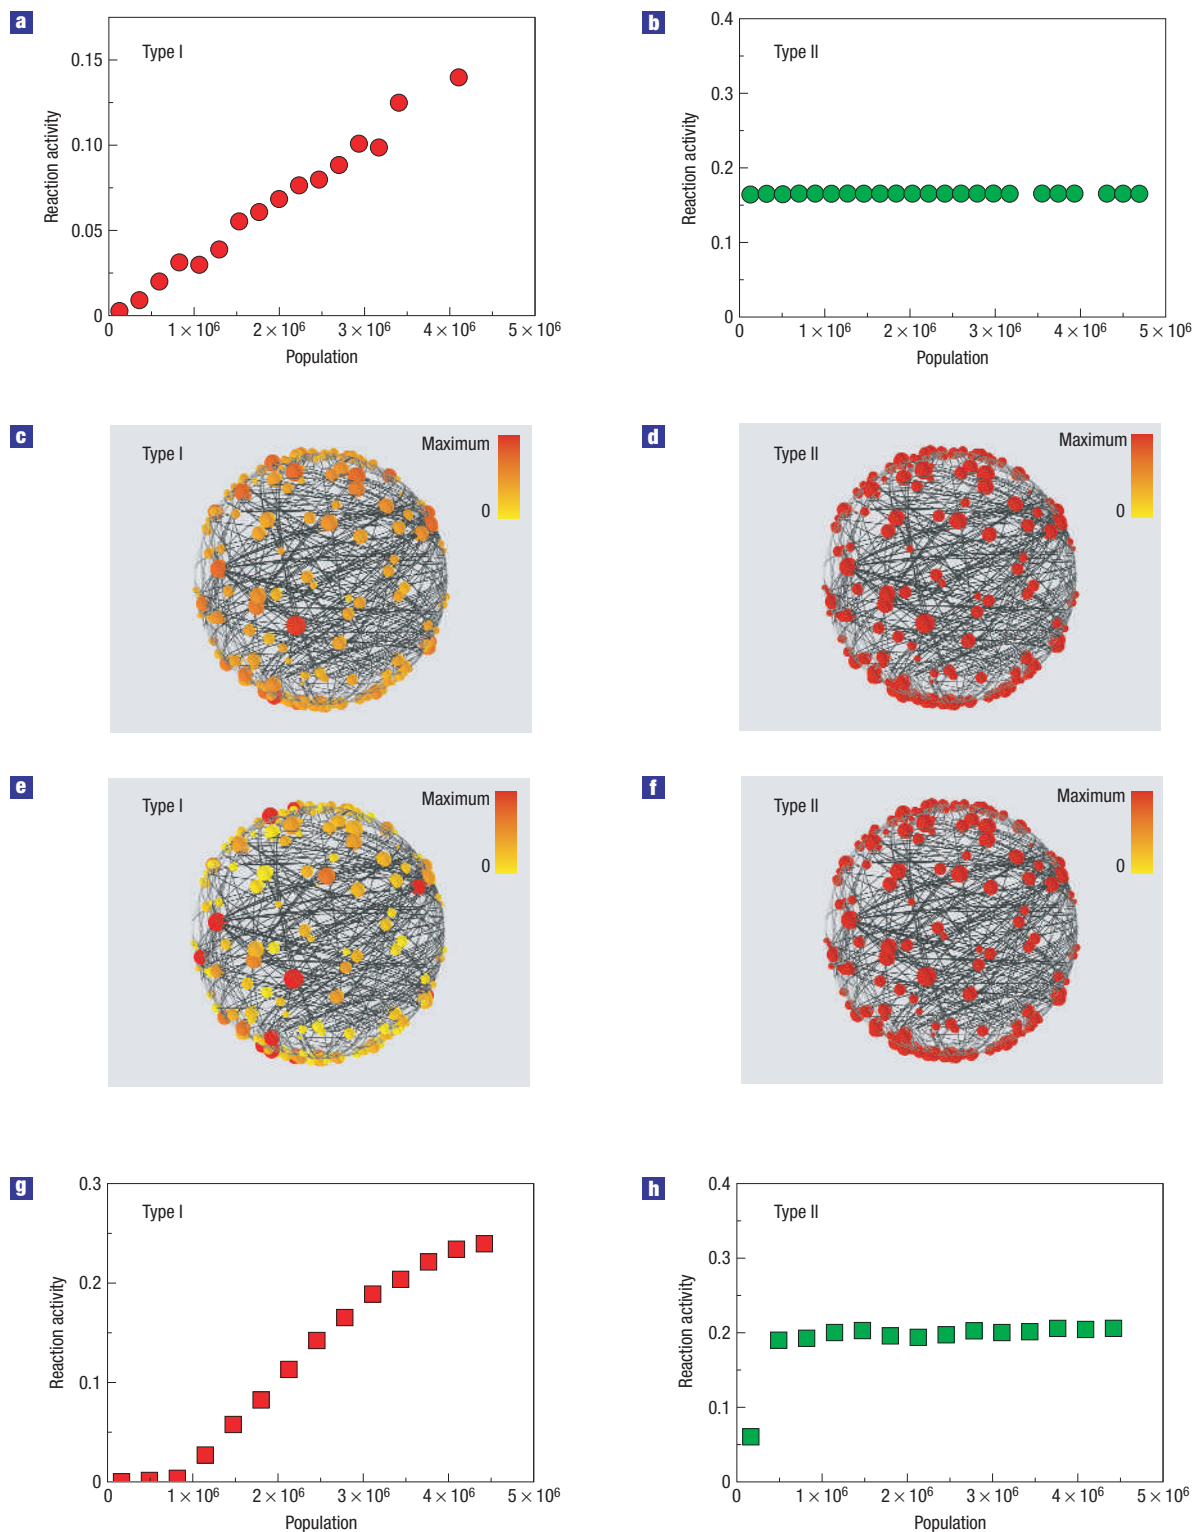 a
Type I
Reaction activity
0.15
0.10
0.05
0
1 × 10⁶
2 × 10⁶
3 × 10⁶
4 × 10⁶
5 × 10⁶
Population
b
Type II
Reaction activity
0.4
0.3
0.2
0.1
0
0
1 × 10⁶
2 × 10⁶
3 × 10⁶
4 × 10⁶
5 × 10⁶
Population
c
Type I
Maximum
0
d
Type II
Maximum
0
e
Type I
Maximum
0
f
Type II
Maximum
0
g
Type I
Reaction activity
0.3
0.2
0.1
0
0
1 × 10⁶
2 × 10⁶
3 × 10⁶
4 × 10⁶
5 × 10⁶
Population
h
Type II
Reaction activity
0.4
0.3
0.2
0.1
0
0
1 × 10⁶
2 × 10⁶
3 × 10⁶
4 × 10⁶
5 × 10⁶
Population